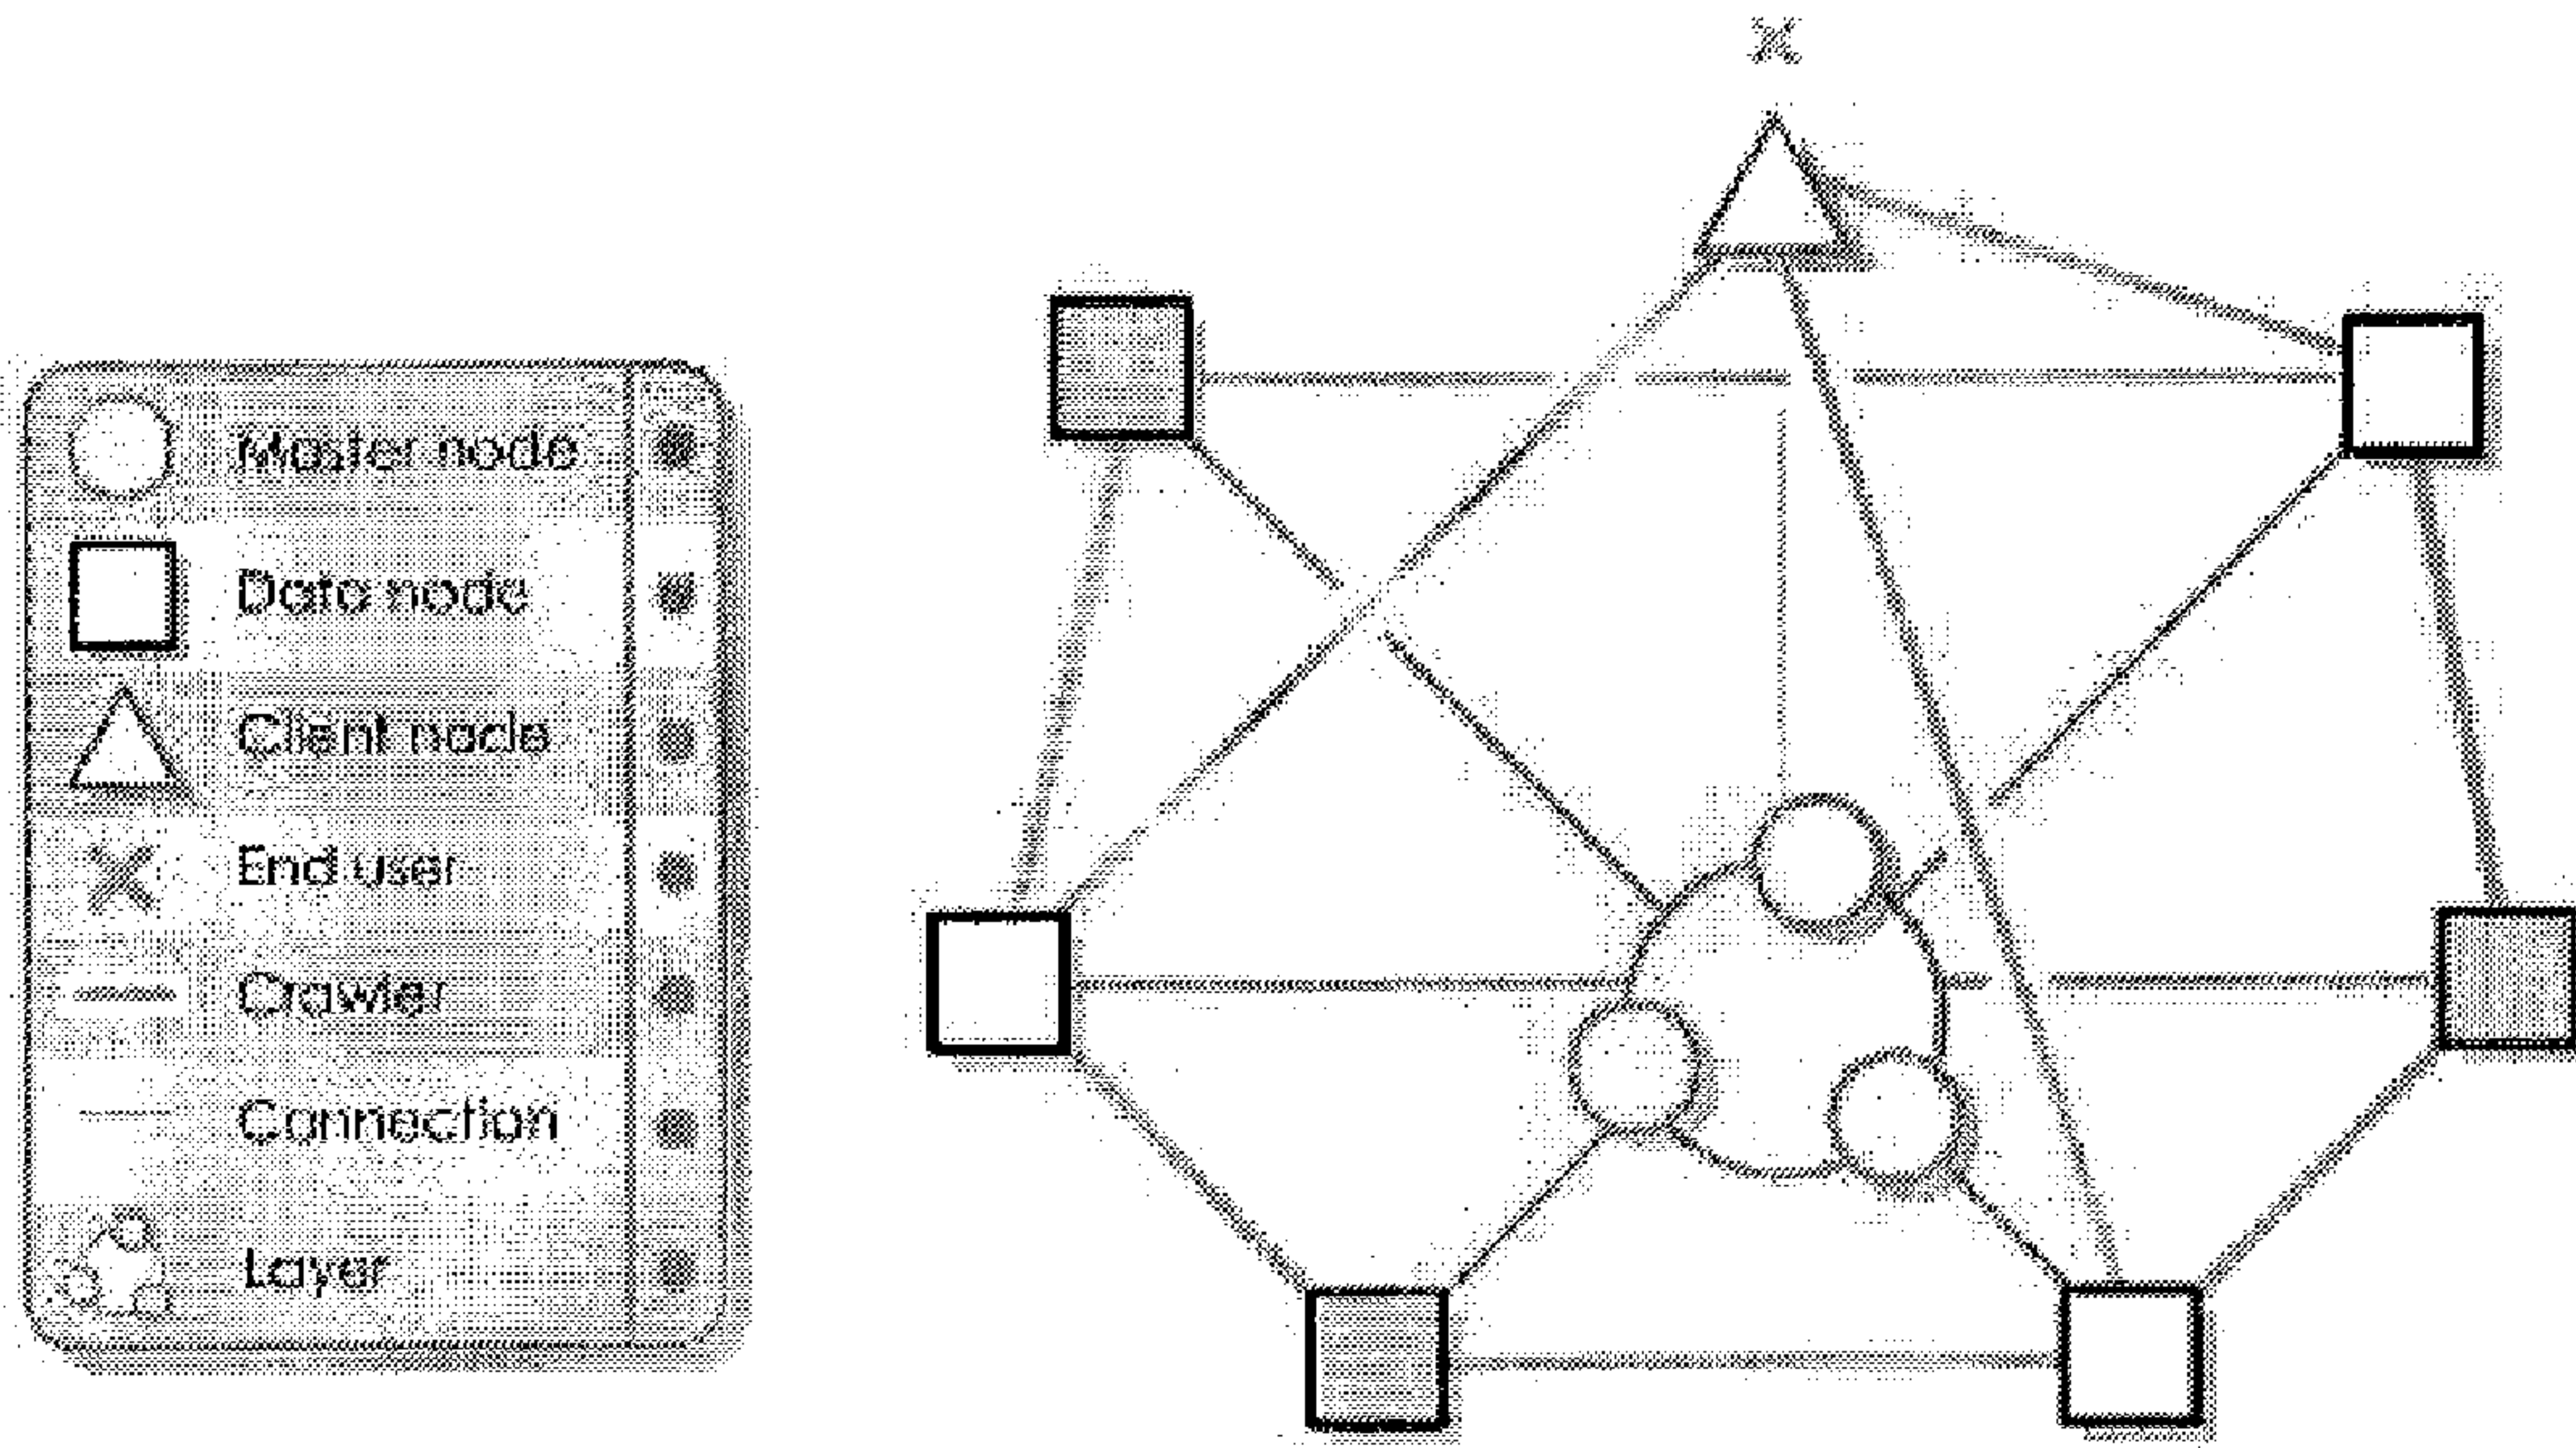 Master node
Data node
Client node
End user
Crawler
Connection
Layer